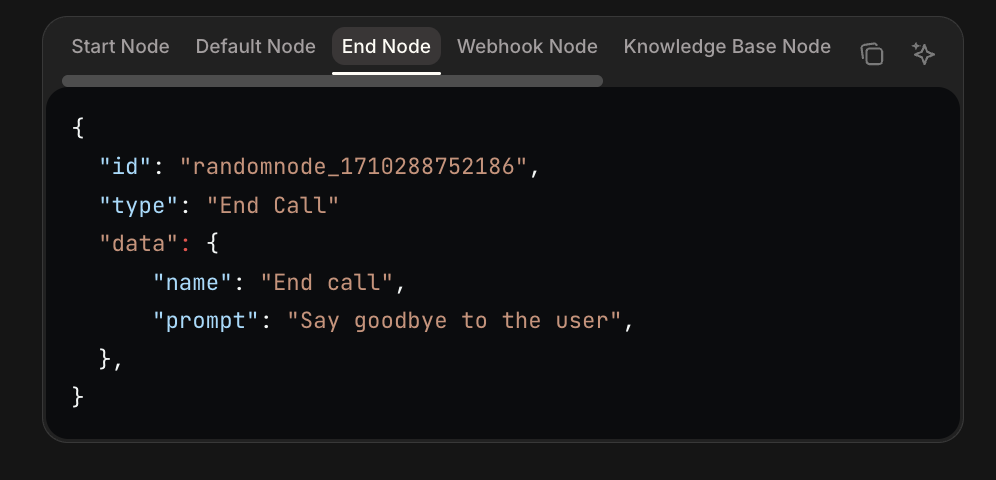 Start Node Default Node End Node Webhook Node Knowledge Base Node
{
"id": "randomnode_1710288752186",
"type": "End Call"
"data": {
"name": "End call",
"prompt": "Say goodbye to the user",
},
}